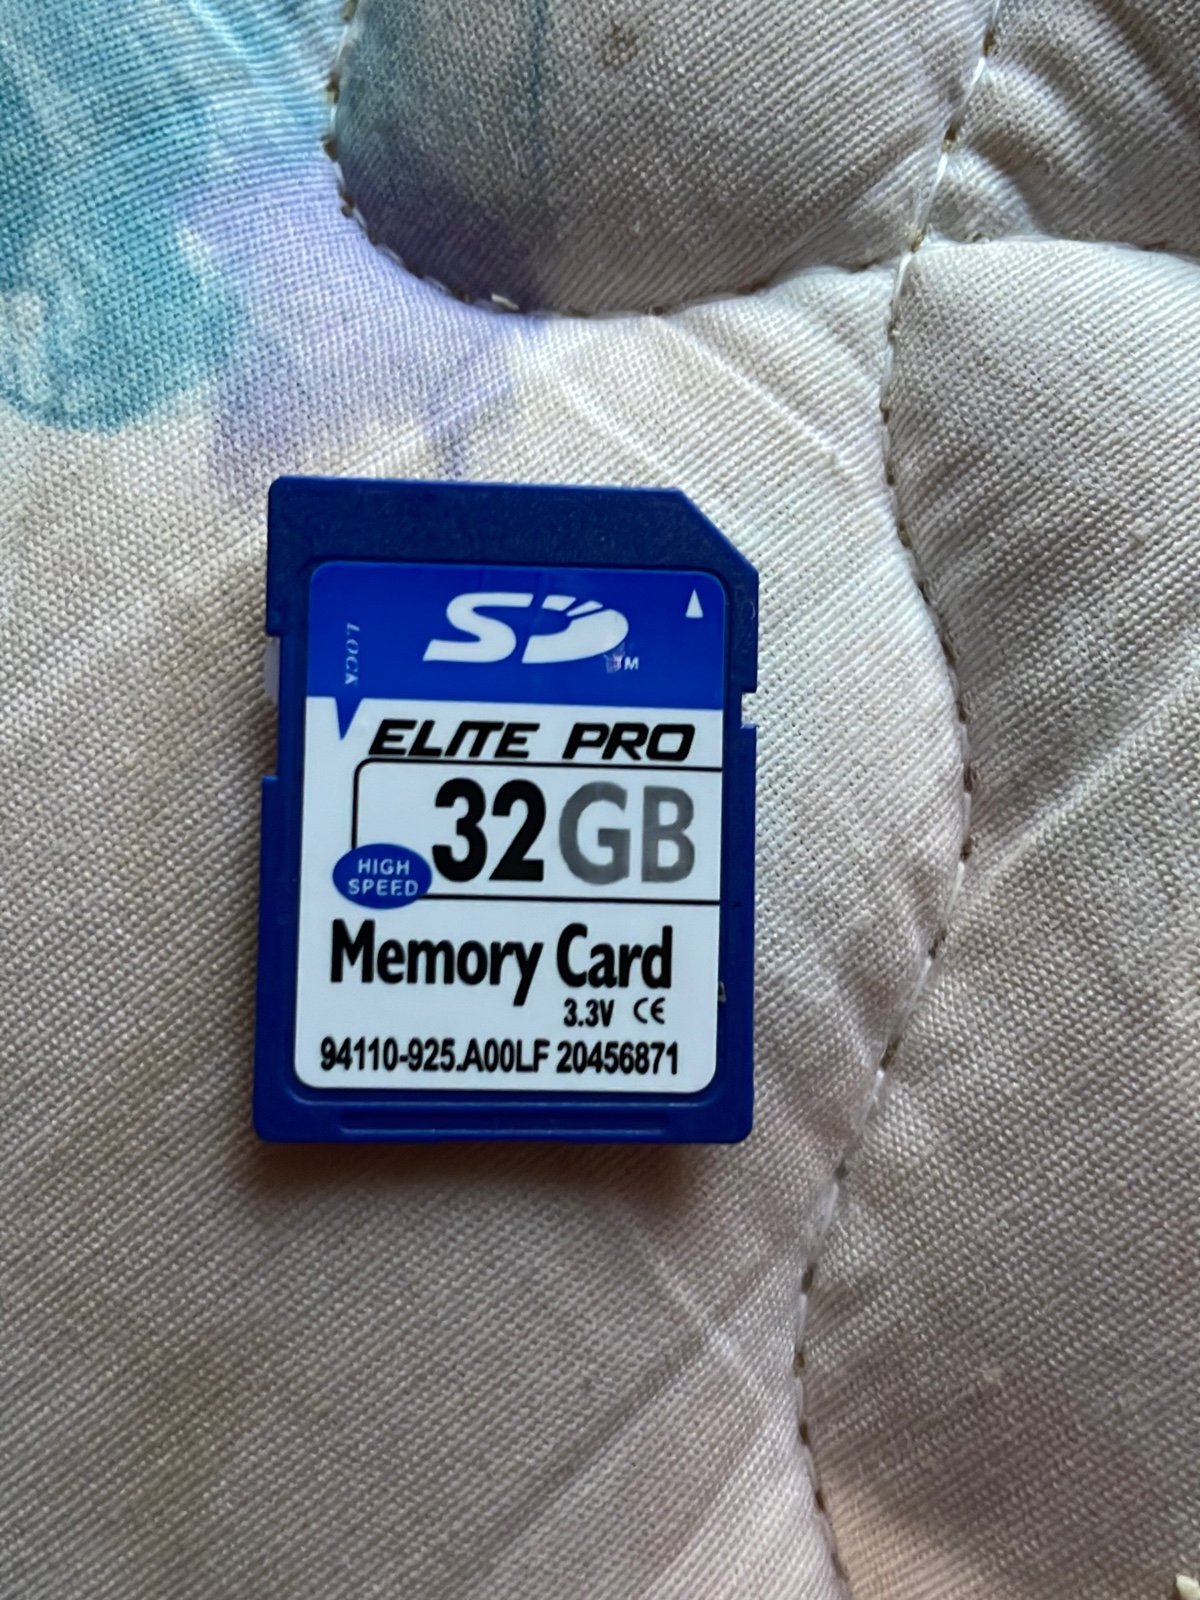 SD TM
LOCK
ELITE PRO
32GB
HIGH
SPEED
Memory Card
3.3V CE
94110-925.A00LF 20456871